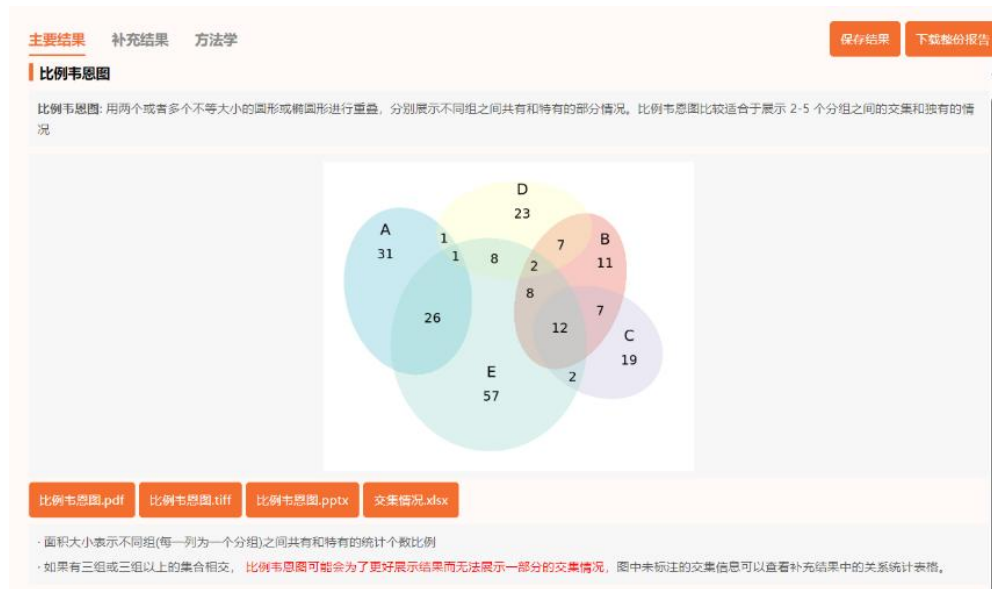 主要结果 补充结果 方法学 保存结果 下载整份报告
比例韦恩图
比例韦恩图: 用两个或者多个不等大小的圆形或椭圆形进行重叠，分别展示不同组之间共有和特有的部分情况。比例韦恩图比较适合于展示 2-5 个分组之间的交集和独有的情
况
D
23
A
31
1
1
8
2
7
B
11
8
26
12
7
C
19
E
57
2
比例韦恩图.pdf 比例韦恩图.tiff 比例韦恩图.pptx 交集情况.xlsx
· 面积大小表示不同组(每一列为一个分组)之间共有和特有的统计个数比例
· 如果有三组或三组以上的集合相交， 比例韦恩图可能会为了更好展示结果而无法展示一部分的交集情况，图中未标注的交集信息可以查看补充结果中的关系统计表格。